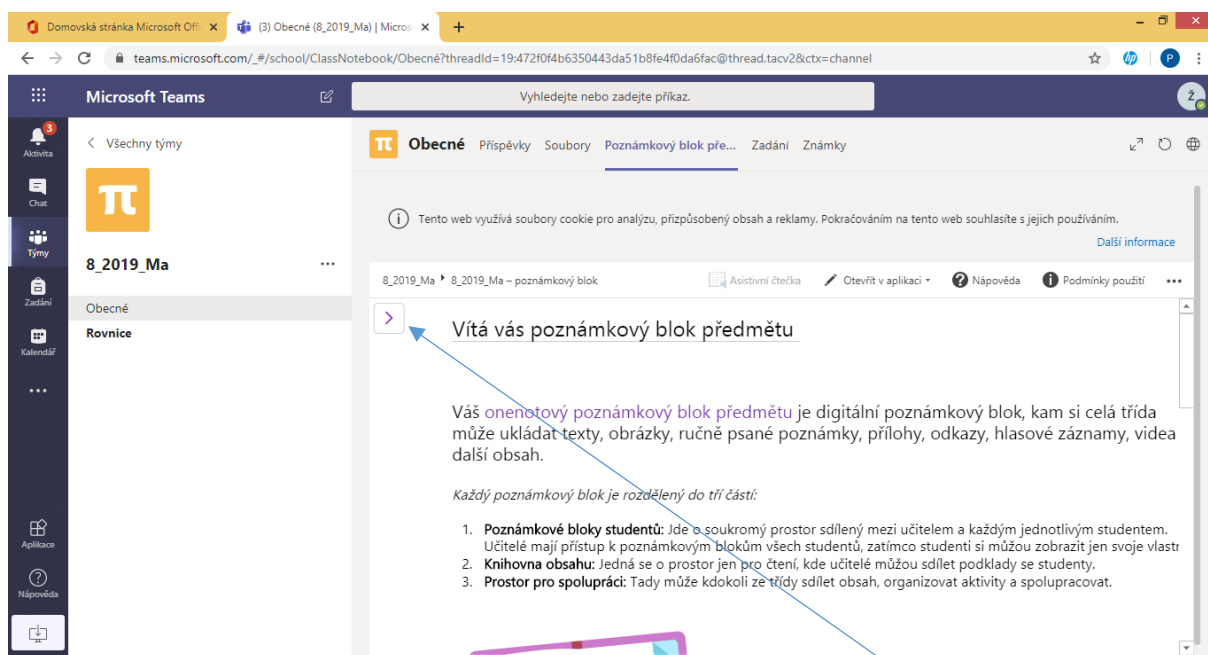 Domovská stránka Microsoft Offi
(3) Obecné (8_2019_Ma) | Micros
teams.microsoft.com/_#/school/ClassNotebook/Obecné?threadId=19:472f0f4b6350443da51b8fe4f0da6fac@thread.tacv2&ctx=channel
hp
P
Microsoft Teams
Vyhledejte nebo zadejte příkaz.
Ž
3
Aktivita
Chat
Týmy
Zadání
Kalendář
Aplikace
Nápověda
Všechny týmy
π
8_2019_Ma
Obecné
Rovnice
π Obecné Příspěvky Soubory Poznámkový blok pře... Zadání Známky
Tento web využívá soubory cookie pro analýzu, přizpůsobený obsah a reklamy. Pokračováním na tento web souhlasíte s jejich používáním.
Další informace
8_2019_Ma 8_2019_Ma – poznámkový blok Asistivní čtečka Otevřít v aplikaci Nápověda Podmínky použití
Vítá vás poznámkový blok předmětu
Váš onenotový poznámkový blok předmětu je digitální poznámkový blok, kam si celá třída
může ukládat texty, obrázky, ručně psané poznámky, přílohy, odkazy, hlasové záznamy, videa
další obsah.
Každý poznámkový blok je rozdělený do tří částí:
1. Poznámkové bloky studentů: Jde o soukromý prostor sdílený mezi učitelem a každým jednotlivým studentem.
Učitelé mají přístup k poznámkovým blokům všech studentů, zatímco studenti si můžou zobrazit jen svoje vlastn
2. Knihovna obsahu: Jedná se o prostor jen pro čtení, kde učitelé můžou sdílet podklady se studenty.
3. Prostor pro spolupráci: Tady může kdokoli ze třídy sdílet obsah, organizovat aktivity a spolupracovat.